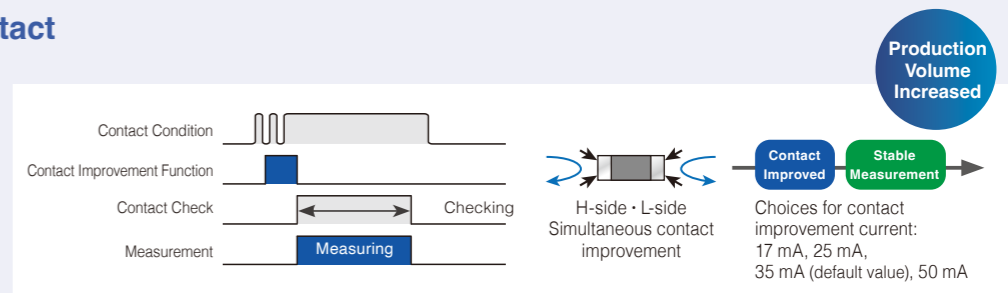 tact
Production
Volume
Increased
Contact Condition
Contact Improvement Function
Contact Check
Checking
Measurement
Measuring
H-side・L-side
Simultaneous contact
improvement
Contact
Improved
Stable
Measurement
Choices for contact
improvement current:
17 mA, 25 mA,
35 mA (default value), 50 mA